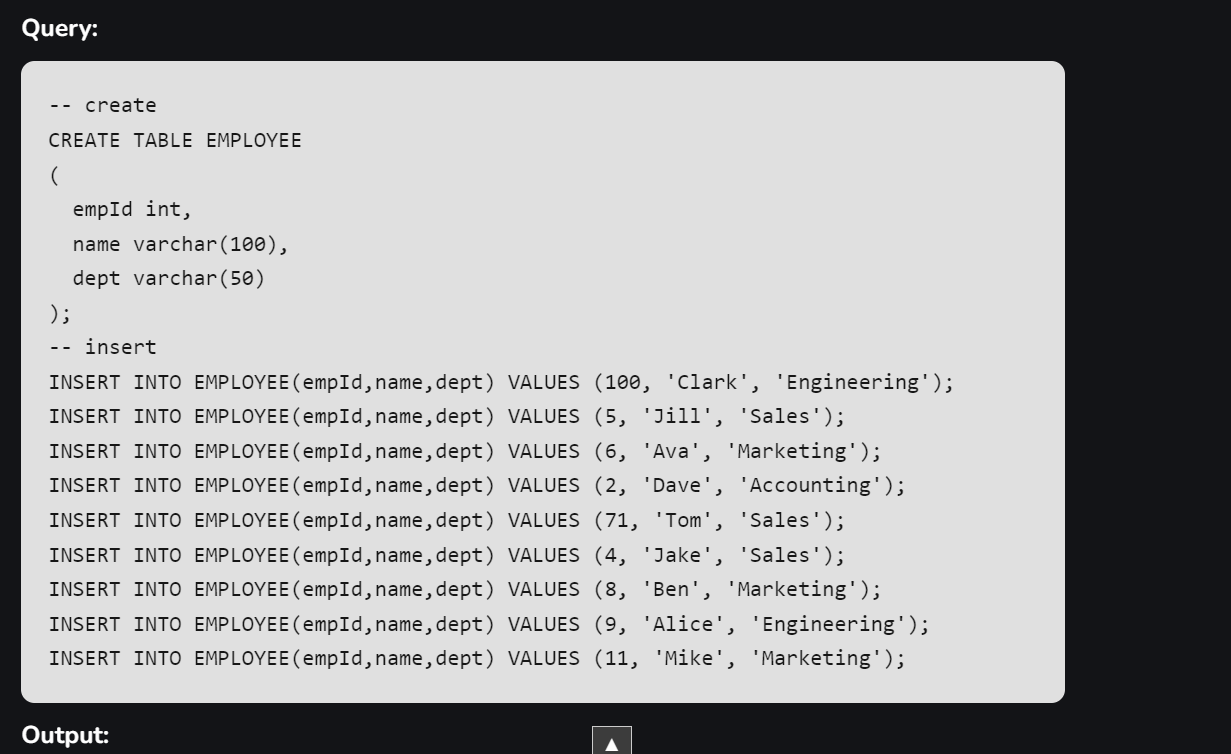 Query:
-- create
CREATE TABLE EMPLOYEE
(
  empId int,
  name varchar(100),
  dept varchar(50)
);
-- insert
INSERT INTO EMPLOYEE(empId,name,dept) VALUES (100, 'Clark', 'Engineering');
INSERT INTO EMPLOYEE(empId,name,dept) VALUES (5, 'Jill', 'Sales');
INSERT INTO EMPLOYEE(empId,name,dept) VALUES (6, 'Ava', 'Marketing');
INSERT INTO EMPLOYEE(empId,name,dept) VALUES (2, 'Dave', 'Accounting');
INSERT INTO EMPLOYEE(empId,name,dept) VALUES (71, 'Tom', 'Sales');
INSERT INTO EMPLOYEE(empId,name,dept) VALUES (4, 'Jake', 'Sales');
INSERT INTO EMPLOYEE(empId,name,dept) VALUES (8, 'Ben', 'Marketing');
INSERT INTO EMPLOYEE(empId,name,dept) VALUES (9, 'Alice', 'Engineering');
INSERT INTO EMPLOYEE(empId,name,dept) VALUES (11, 'Mike', 'Marketing');
Output: